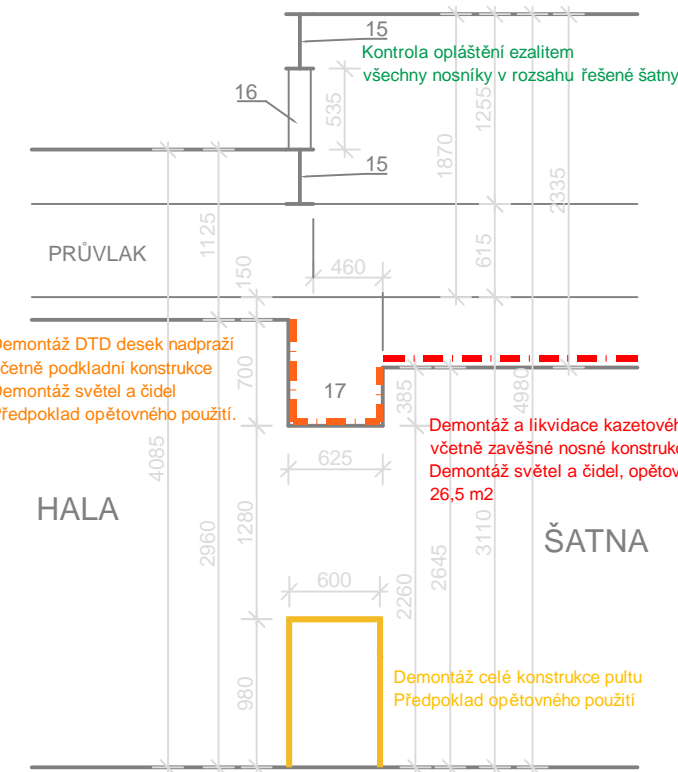 15
Kontrola opláštění ezalitem
všechny nosníky v rozsahu řešené šatny
16
535
1255
1870
2335
15
PRŮVLAK
1125
150
460
615
Demontáž DTD desek nadpraží
včetně podkladní konstrukce
Demontáž světel a čidel
Předpoklad opětovného použití.
700
17
385
4980
Demontáž a likvidace kazetové
včetně zavěšné nosné konstrukc
Demontáž světel a čidel, opětov
26,5 m2
4085
625
HALA
2960
1280
3110
ŠATNA
2645
600
2260
980
Demontáž celé konstrukce pultu
Předpoklad opětovného použití